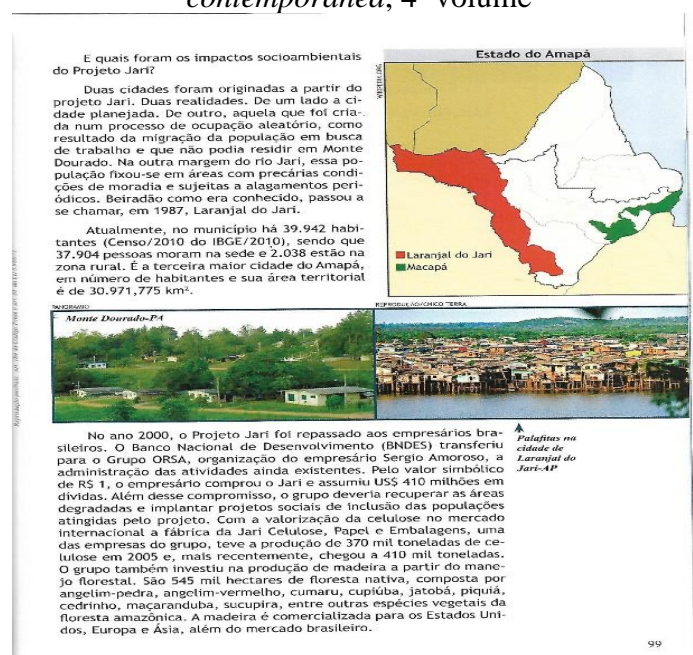 contemporânea, 4º volume
E quais foram os impactos socioambientais
do Projeto Jari?
Duas cidades foram originadas a partir do
projeto Jari. Duas realidades. De um lado a ci-
dade planejada. De outro, aquela que foi cria-
da num processo de ocupação aleatório, como
resultado da migração da população em busca
de trabalho e que não podia residir em Monte
Dourado. Na outra margem do rio Jari, essa po-
pulação fixou-se em áreas com precárias condi-
ções de moradia e sujeitas a alagamentos peri-
ódicos. Beiradão como era conhecido, passou a
se chamar, em 1987, Laranjal do Jari.
Atualmente, no município há 39.942 habi-
tantes (Censo/2010 do IBGE/2010), sendo que
37.904 pessoas moram na sede e 2.038 estão na
zona rural. É a terceira maior cidade do Amapá,
em número de habitantes e sua área territorial
é de 30.971,775 km².
Estado do Amapá
Laranjal do Jari
Macapá
PANORAMIO
REPRODUÇÃO/CHICO TERRA
Monte Dourado-PA
Palafitas na
cidade de
Laranjal do
Jari-AP
No ano 2000, o Projeto Jari foi repassado aos empresários bra-
sileiros. O Banco Nacional de Desenvolvimento (BNDES) transferiu
para o Grupo ORSA, organização do empresário Sergio Amoroso, a
administração das atividades ainda existentes. Pelo valor simbólico
de R$ 1, o empresário comprou o Jari e assumiu US$ 410 milhões em
dívidas. Além desse compromisso, o grupo deveria recuperar as áreas
degradadas e implantar projetos sociais de inclusão das populações
atingidas pelo projeto. Com a valorização da celulose no mercado
internacional a fábrica da Jari Celulose, Papel e Embalagens, uma
das empresas do grupo, teve a produção de 370 mil toneladas de ce-
lulose em 2005 e, mais recentemente, chegou a 410 mil toneladas.
O grupo também investiu na produção de madeira a partir do mane-
jo florestal. São 545 mil hectares de floresta nativa, composta por
angelim-pedra, angelim-vermelho, cumaru, cupiúba, jatobá, piquiá,
cedrinho, maçaranduba, sucupira, entre outras espécies vegetais da
floresta amazônica. A madeira é comercializada para os Estados Uni-
dos, Europa e Ásia, além do mercado brasileiro.
99